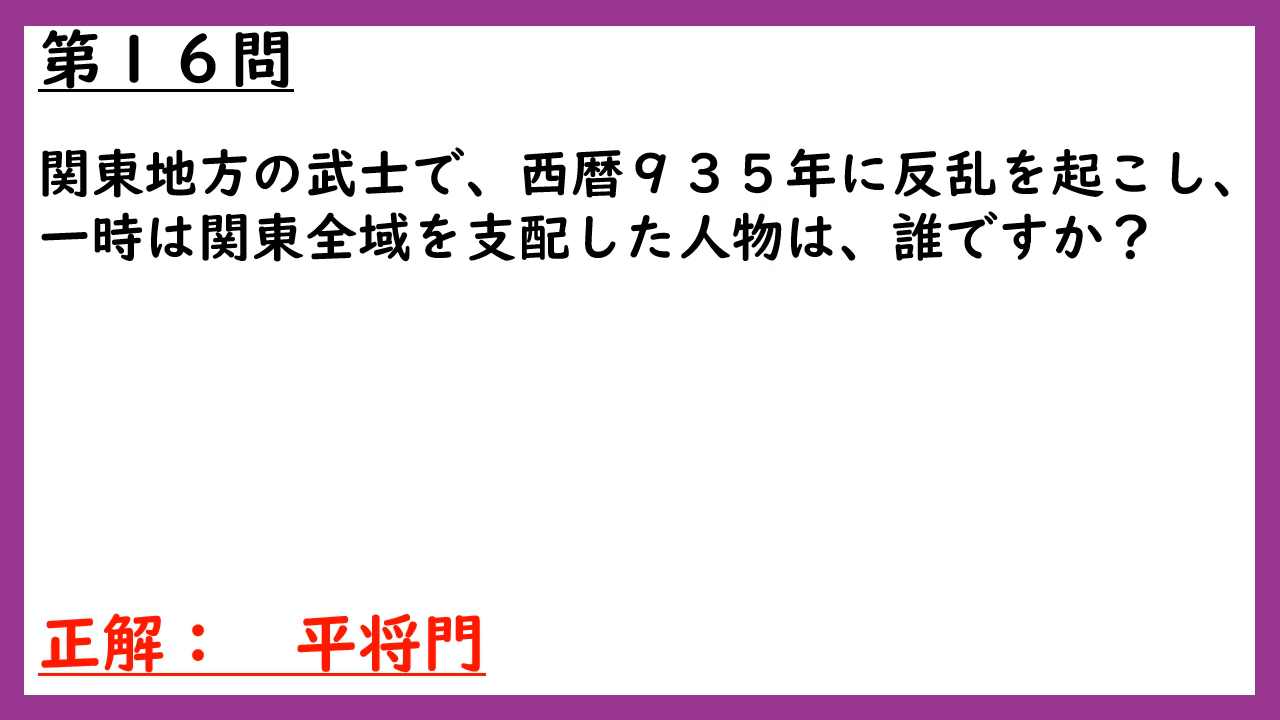 第１６問
関東地方の武士で、西暦９３５年に反乱を起こし、
一時は関東全域を支配した人物は、誰ですか？
正解：　平将門